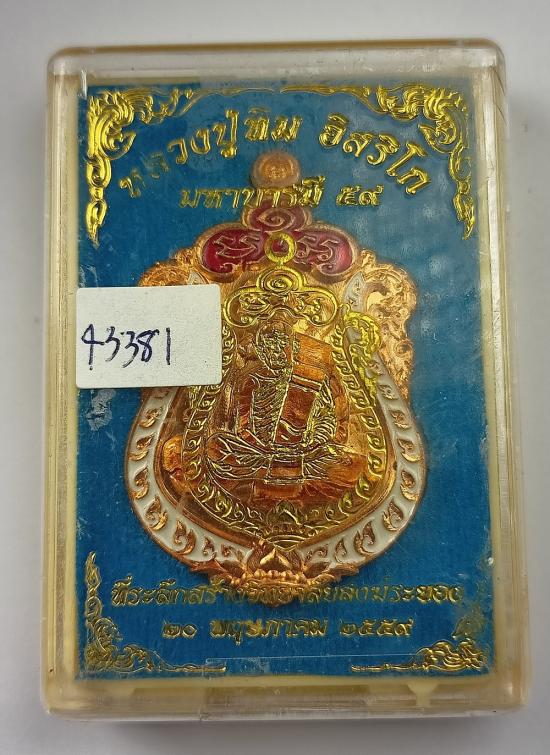 หลวงปู่ทิม อิสริโก
มหาบารมี ๕๙
43381
ที่ระลึกสร้างวิทยาลัยสงฆ์ระยอง
๒๐ พฤษภาคม ๒๕๕๙